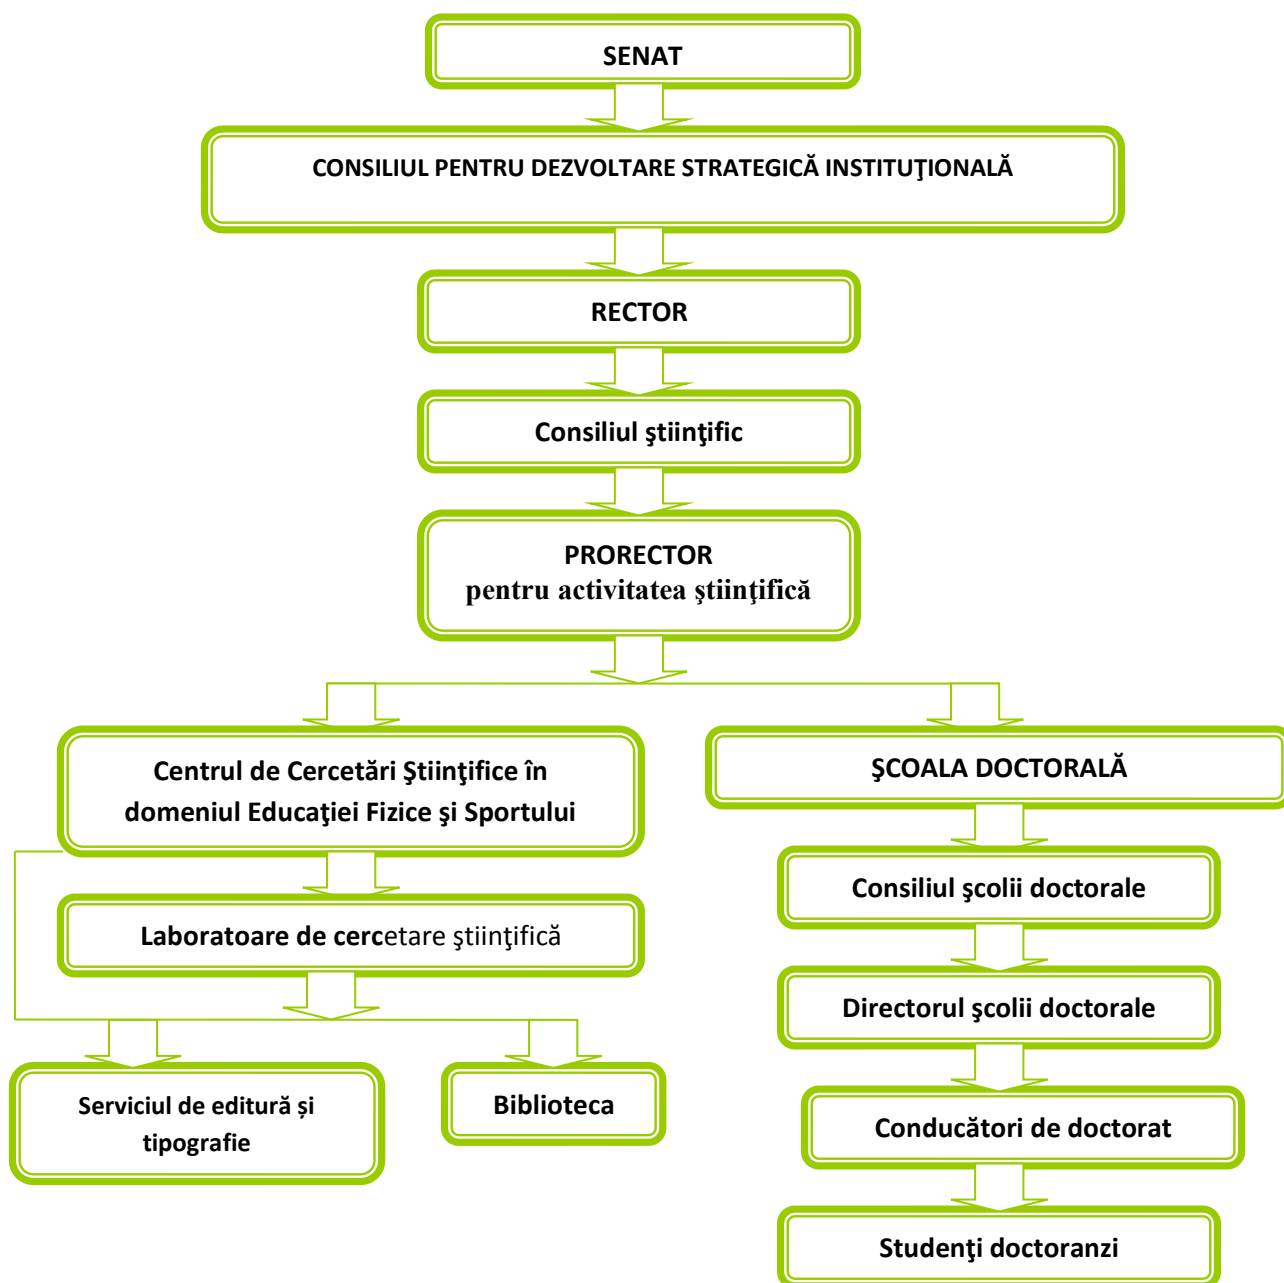 SENAT
CONSILIUL PENTRU DEZVOLTARE STRATEGICĂ INSTITUŢIONALĂ
RECTOR
Consiliul ştiinţific
PRORECTOR
pentru activitatea ştiinţifică
Centrul de Cercetări Ştiinţifice în
domeniul Educaţiei Fizice şi Sportului
Laboratoare de cercetare ştiinţifică
Serviciul de editură și
tipografie
Biblioteca
ŞCOALA DOCTORALĂ
Consiliul şcolii doctorale
Directorul şcolii doctorale
Conducători de doctorat
Studenţi doctoranzi